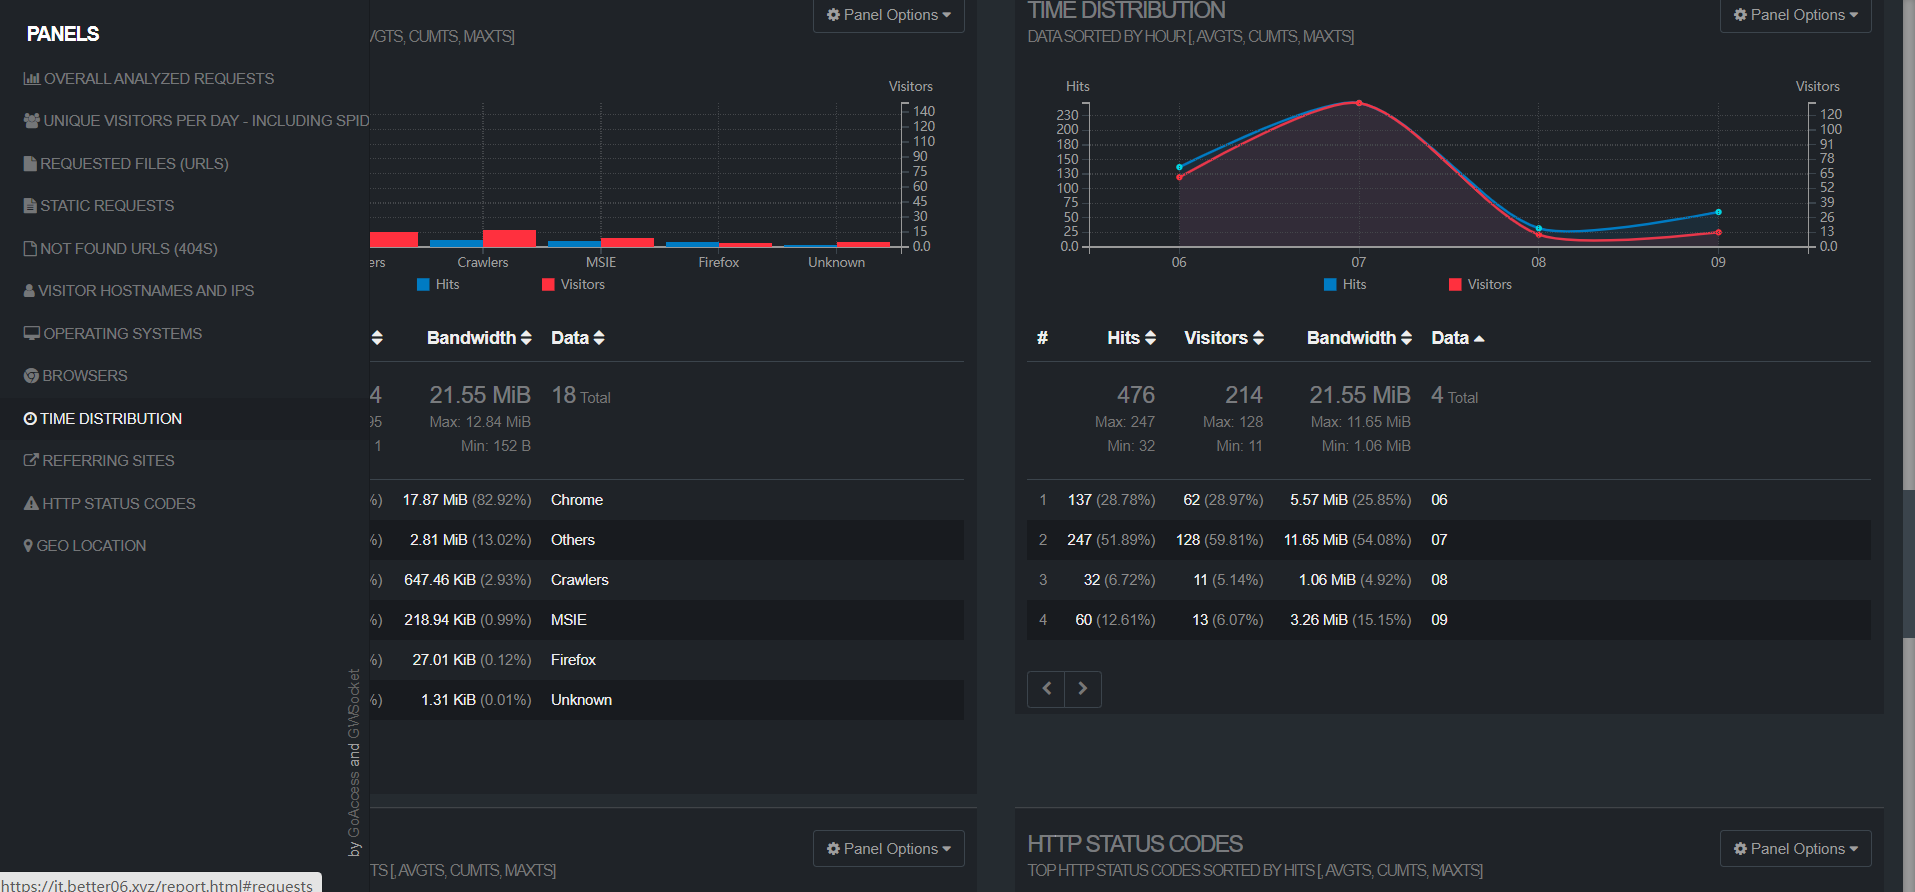 PANELS
OVERALL ANALYZED REQUESTS
UNIQUE VISITORS PER DAY - INCLUDING SPID
REQUESTED FILES (URLS)
STATIC REQUESTS
NOT FOUND URLS (404S)
VISITOR HOSTNAMES AND IPS
OPERATING SYSTEMS
BROWSERS
TIME DISTRIBUTION
REFERRING SITES
HTTP STATUS CODES
GEO LOCATION
by GoAccess and GWSocket
https://it.better06.xyz/report.html#requests
Panel Options
VGTS, CUMTS, MAXTS]
Visitors
140
120
110
90
75
60
45
30
15
0.0
ers Crawlers MSIE Firefox Unknown
Hits Visitors
Bandwidth Data
4 21.55 MiB 18 Total
95 Max: 12.84 MiB
1 Min: 152 B
%) 17.87 MiB (82.92%) Chrome
%) 2.81 MiB (13.02%) Others
%) 647.46 KiB (2.93%) Crawlers
%) 218.94 KiB (0.99%) MSIE
%) 27.01 KiB (0.12%) Firefox
%) 1.31 KiB (0.01%) Unknown
Panel Options
TS [, AVGTS, CUMTS, MAXTS]
TIME DISTRIBUTION
Panel Options
DATA SORTED BY HOUR [, AVGTS, CUMTS, MAXTS]
Hits Visitors
230 120
200 100
180 91
150 78
130 65
100 52
75 39
50 26
25 13
0.0 0.0
06 07 08 09
Hits Visitors
# Hits Visitors Bandwidth Data
476 214 21.55 MiB 4 Total
Max: 247 Max: 128 Max: 11.65 MiB
Min: 32 Min: 11 Min: 1.06 MiB
1 137 (28.78%) 62 (28.97%) 5.57 MiB (25.85%) 06
2 247 (51.89%) 128 (59.81%) 11.65 MiB (54.08%) 07
3 32 (6.72%) 11 (5.14%) 1.06 MiB (4.92%) 08
4 60 (12.61%) 13 (6.07%) 3.26 MiB (15.15%) 09
HTTP STATUS CODES
Panel Options
TOP HTTP STATUS CODES SORTED BY HITS [, AVGTS, CUMTS, MAXTS]